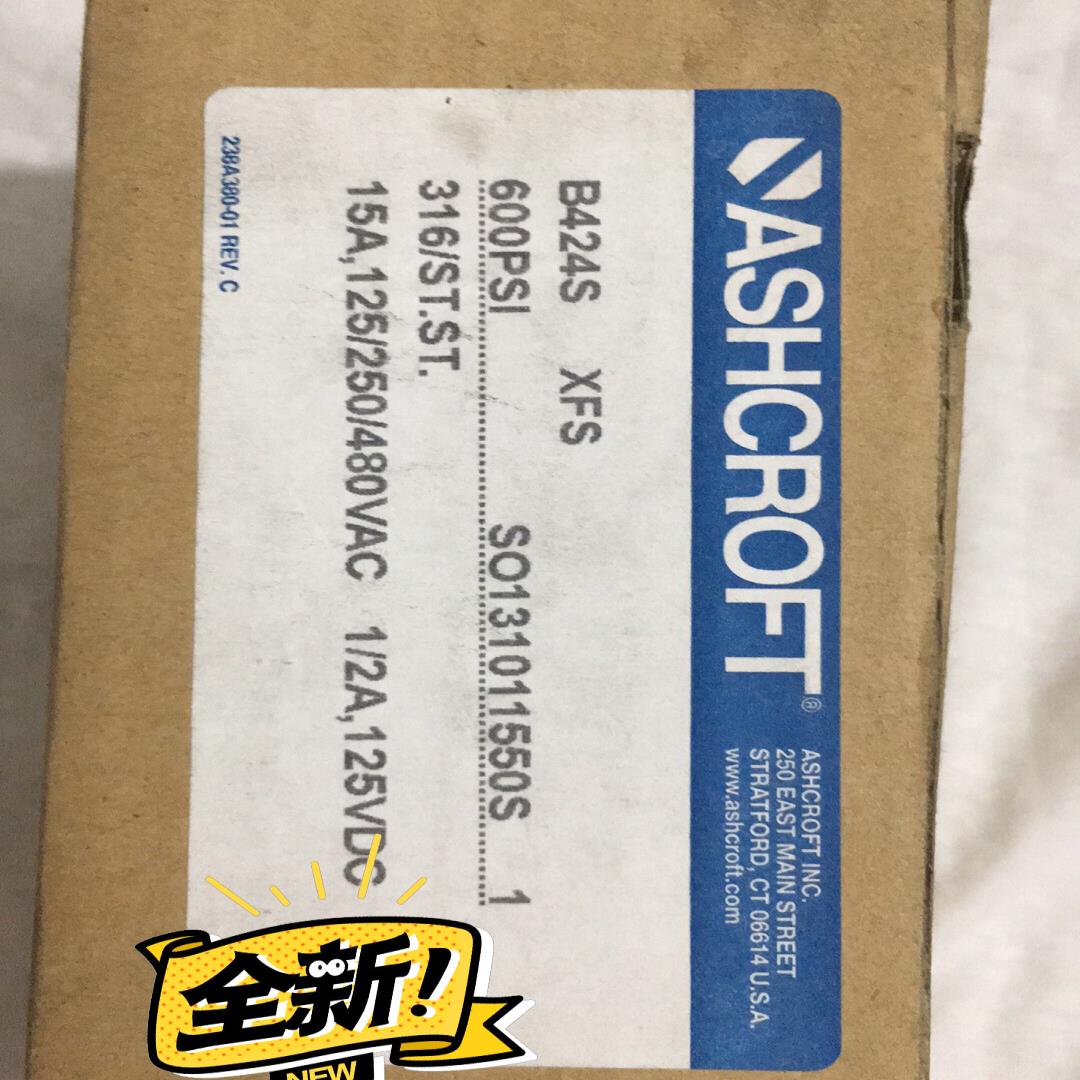 ASHCROFT®
ASHCROFT INC.
250 EAST MAIN STREET
STRATFORD, CT 06614 U.S.A.
www.ashcroft.com
B424S XFS
600PSI SO131011550S 1
316/ST.ST.
15A,125/250/480VAC 1/2A,125VDC
238A380-01 REV. C
全新!
NEW